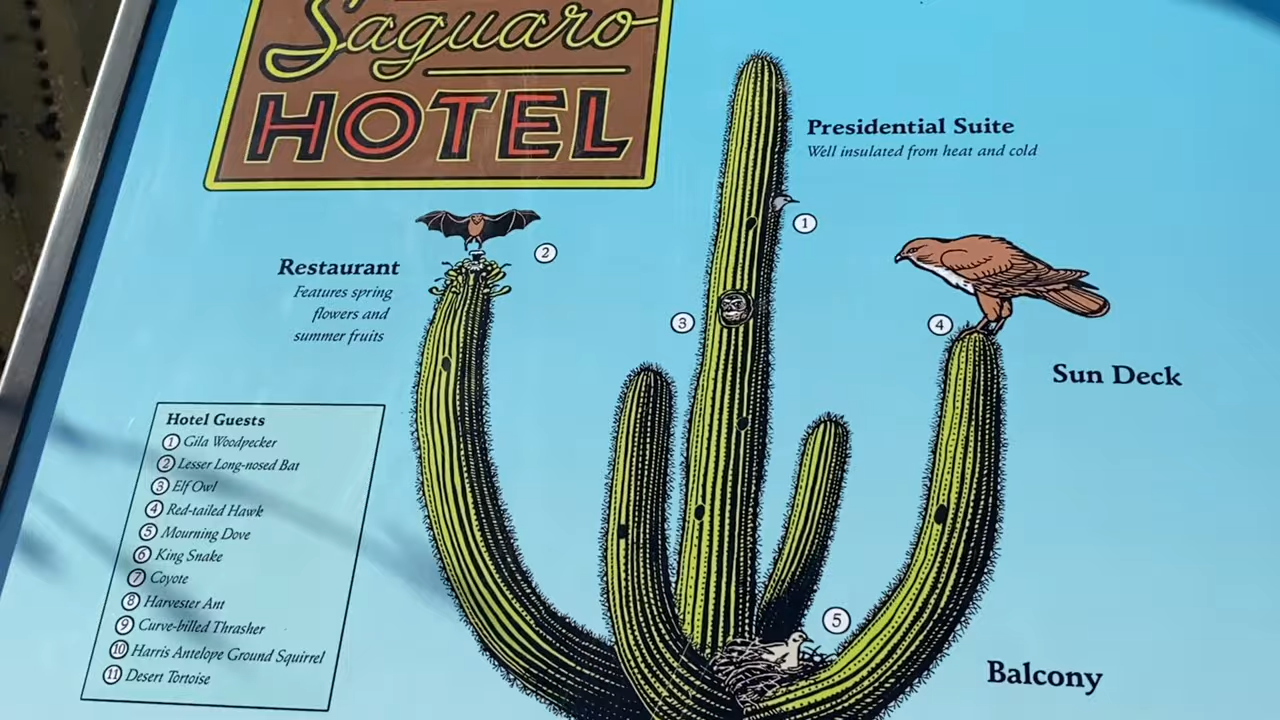 Saguaro
HOTEL
Presidential Suite
Well insulated from heat and cold
1
2
Restaurant
Features spring
flowers and
summer fruits
3
4
Sun Deck
Hotel Guests
1 Gila Woodpecker
2 Lesser Long-nosed Bat
3 Elf Owl
4 Red-tailed Hawk
5 Mourning Dove
6 King Snake
7 Coyote
8 Harvester Ant
9 Curve-billed Thrasher
10 Harris Antelope Ground Squirrel
11 Desert Tortoise
5
Balcony